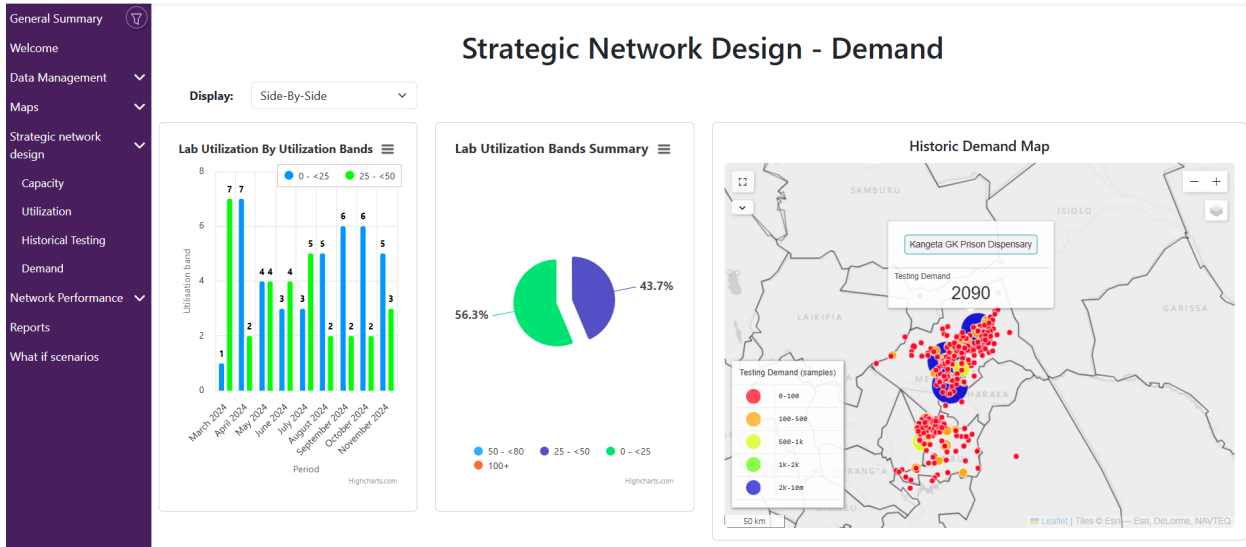 General Summary
Welcome
Data Management
Maps
Strategic network
design
Capacity
Utilization
Historical Testing
Demand
Network Performance
Reports
What if scenarios
Strategic Network Design - Demand
Display:
Side-By-Side
Lab Utilization By Utilization Bands
0 - <25
25 - <50
8
6
4
2
0
Utilisation band
1
7
7
2
4
4
3
4
3
5
5
2
6
2
6
2
5
3
March 2024
April 2024
May 2024
June 2024
July 2024
August 2024
September 2024
October 2024
November 2024
Period
Highcharts.com
Lab Utilization Bands Summary
43.7%
56.3%
50 - <80
25 - <50
0 - <25
100+
Highcharts.com
Historic Demand Map
SAMBURU
ISIOLO
Kangeta GK Prison Dispensary
Testing Demand
2090
LAIKIPIA
GARISSA
Testing Demand (samples)
0-100
100-500
500-1k
1k-2k
2k-10m
50 km
Leaflet | Tiles © Esri — Esri, DeLorme, NAVTEQ